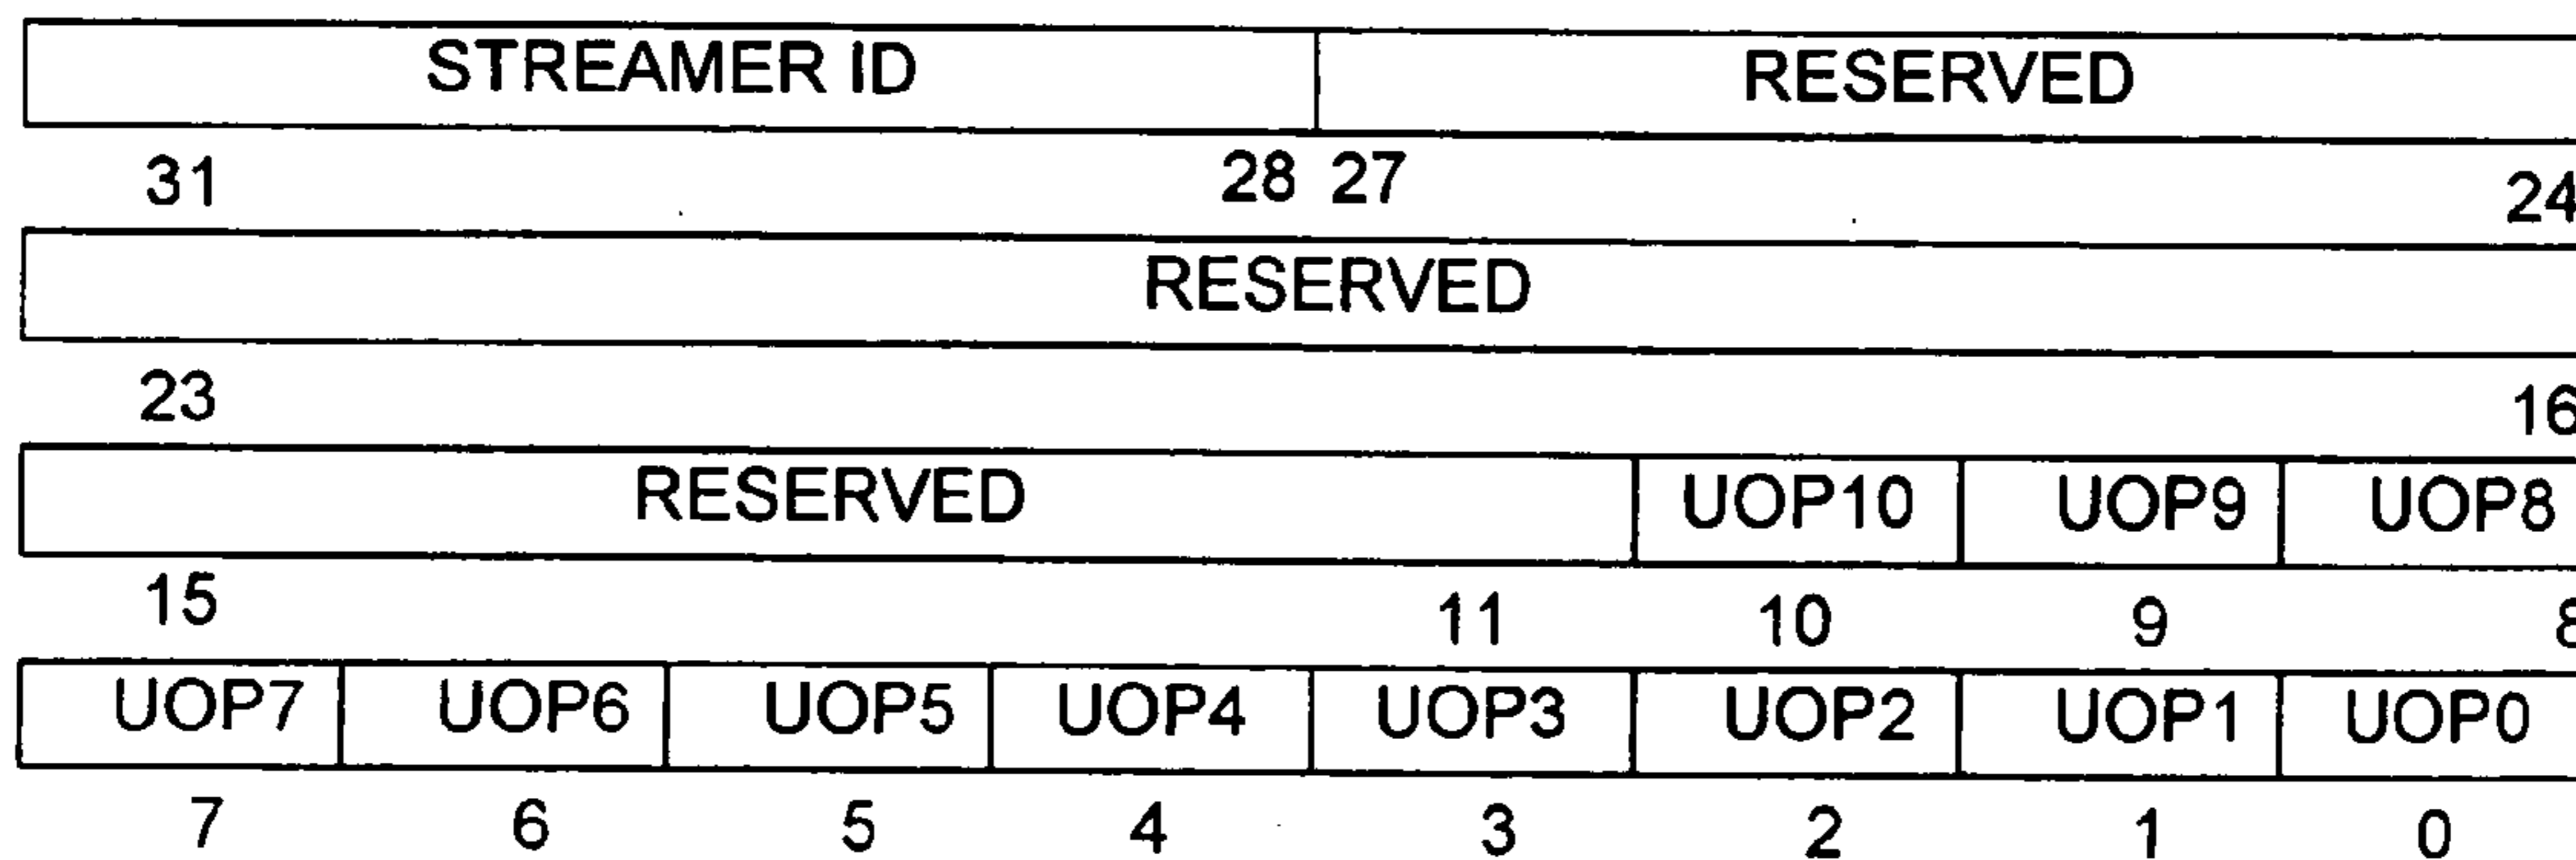 STREAMER ID RESERVED
31 28 27 24
RESERVED
23 16
RESERVED UOP10 UOP9 UOP8
15 11 10 9 8
UOP7 UOP6 UOP5 UOP4 UOP3 UOP2 UOP1 UOP0
7 6 5 4 3 2 1 0